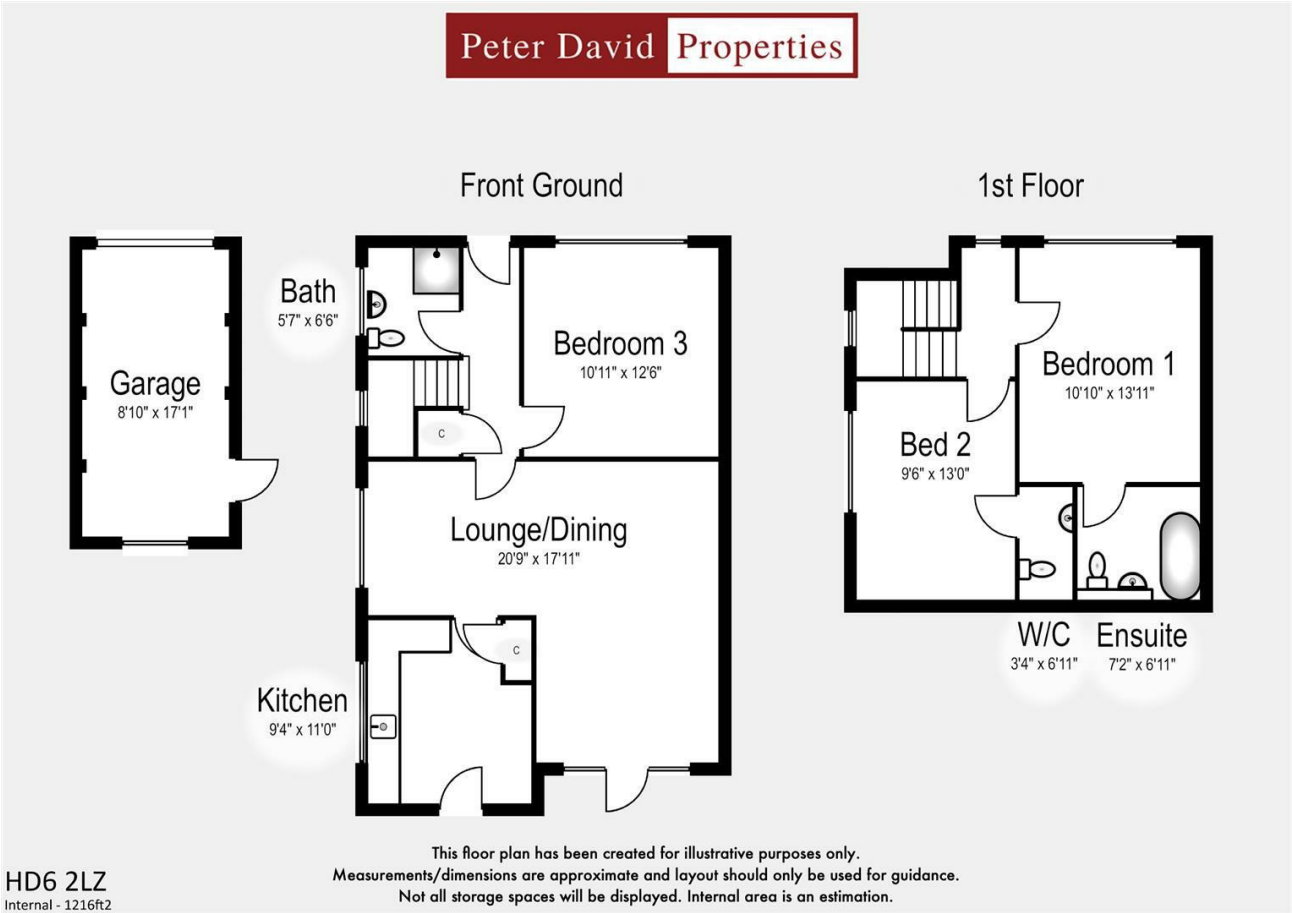 Peter David Properties
Front Ground
1st Floor
Bath
5'7" x 6'6"
Bedroom 3
10'11" x 12'6"
Garage
8'10" x 17'1"
C
Bedroom 1
10'10" x 13'11"
Bed 2
9'6" x 13'0"
Lounge/Dining
20'9" x 17'11"
C
W/C
3'4" x 6'11"
Ensuite
7'2" x 6'11"
Kitchen
9'4" x 11'0"
This floor plan has been created for illustrative purposes only.
Measurements/dimensions are approximate and layout should only be used for guidance.
Not all storage spaces will be displayed. Internal area is an estimation.
HD6 2LZ
Internal - 1216ft2